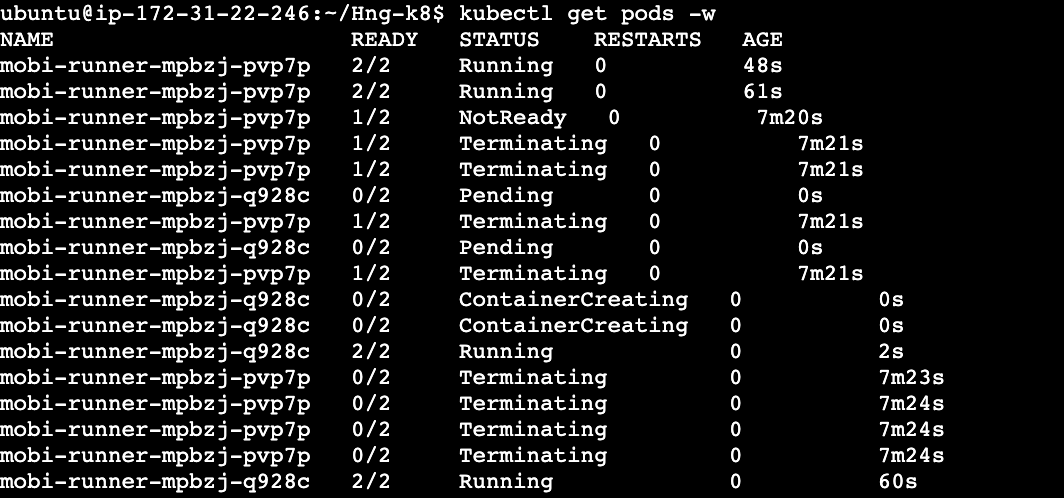 ubuntu@ip-172-31-22-246:~/Hng-k8$ kubectl get pods -w
NAME READY STATUS RESTARTS AGE
mobi-runner-mpbzj-pvp7p 2/2 Running 0 48s
mobi-runner-mpbzj-pvp7p 2/2 Running 0 61s
mobi-runner-mpbzj-pvp7p 1/2 NotReady 0 7m20s
mobi-runner-mpbzj-pvp7p 1/2 Terminating 0 7m21s
mobi-runner-mpbzj-pvp7p 1/2 Terminating 0 7m21s
mobi-runner-mpbzj-q928c 0/2 Pending 0 0s
mobi-runner-mpbzj-pvp7p 1/2 Terminating 0 7m21s
mobi-runner-mpbzj-q928c 0/2 Pending 0 0s
mobi-runner-mpbzj-pvp7p 1/2 Terminating 0 7m21s
mobi-runner-mpbzj-q928c 0/2 ContainerCreating 0 0s
mobi-runner-mpbzj-q928c 0/2 ContainerCreating 0 0s
mobi-runner-mpbzj-q928c 2/2 Running 0 2s
mobi-runner-mpbzj-pvp7p 0/2 Terminating 0 7m23s
mobi-runner-mpbzj-pvp7p 0/2 Terminating 0 7m24s
mobi-runner-mpbzj-pvp7p 0/2 Terminating 0 7m24s
mobi-runner-mpbzj-pvp7p 0/2 Terminating 0 7m24s
mobi-runner-mpbzj-q928c 2/2 Running 0 60s